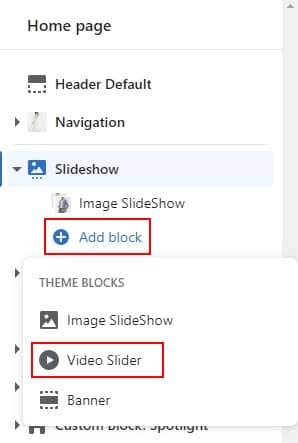 Home page
Header Default
Navigation
Slideshow
Image SlideShow
Add block
THEME BLOCKS
Image SlideShow
Video Slider
Banner
Custom Block: Spotlight